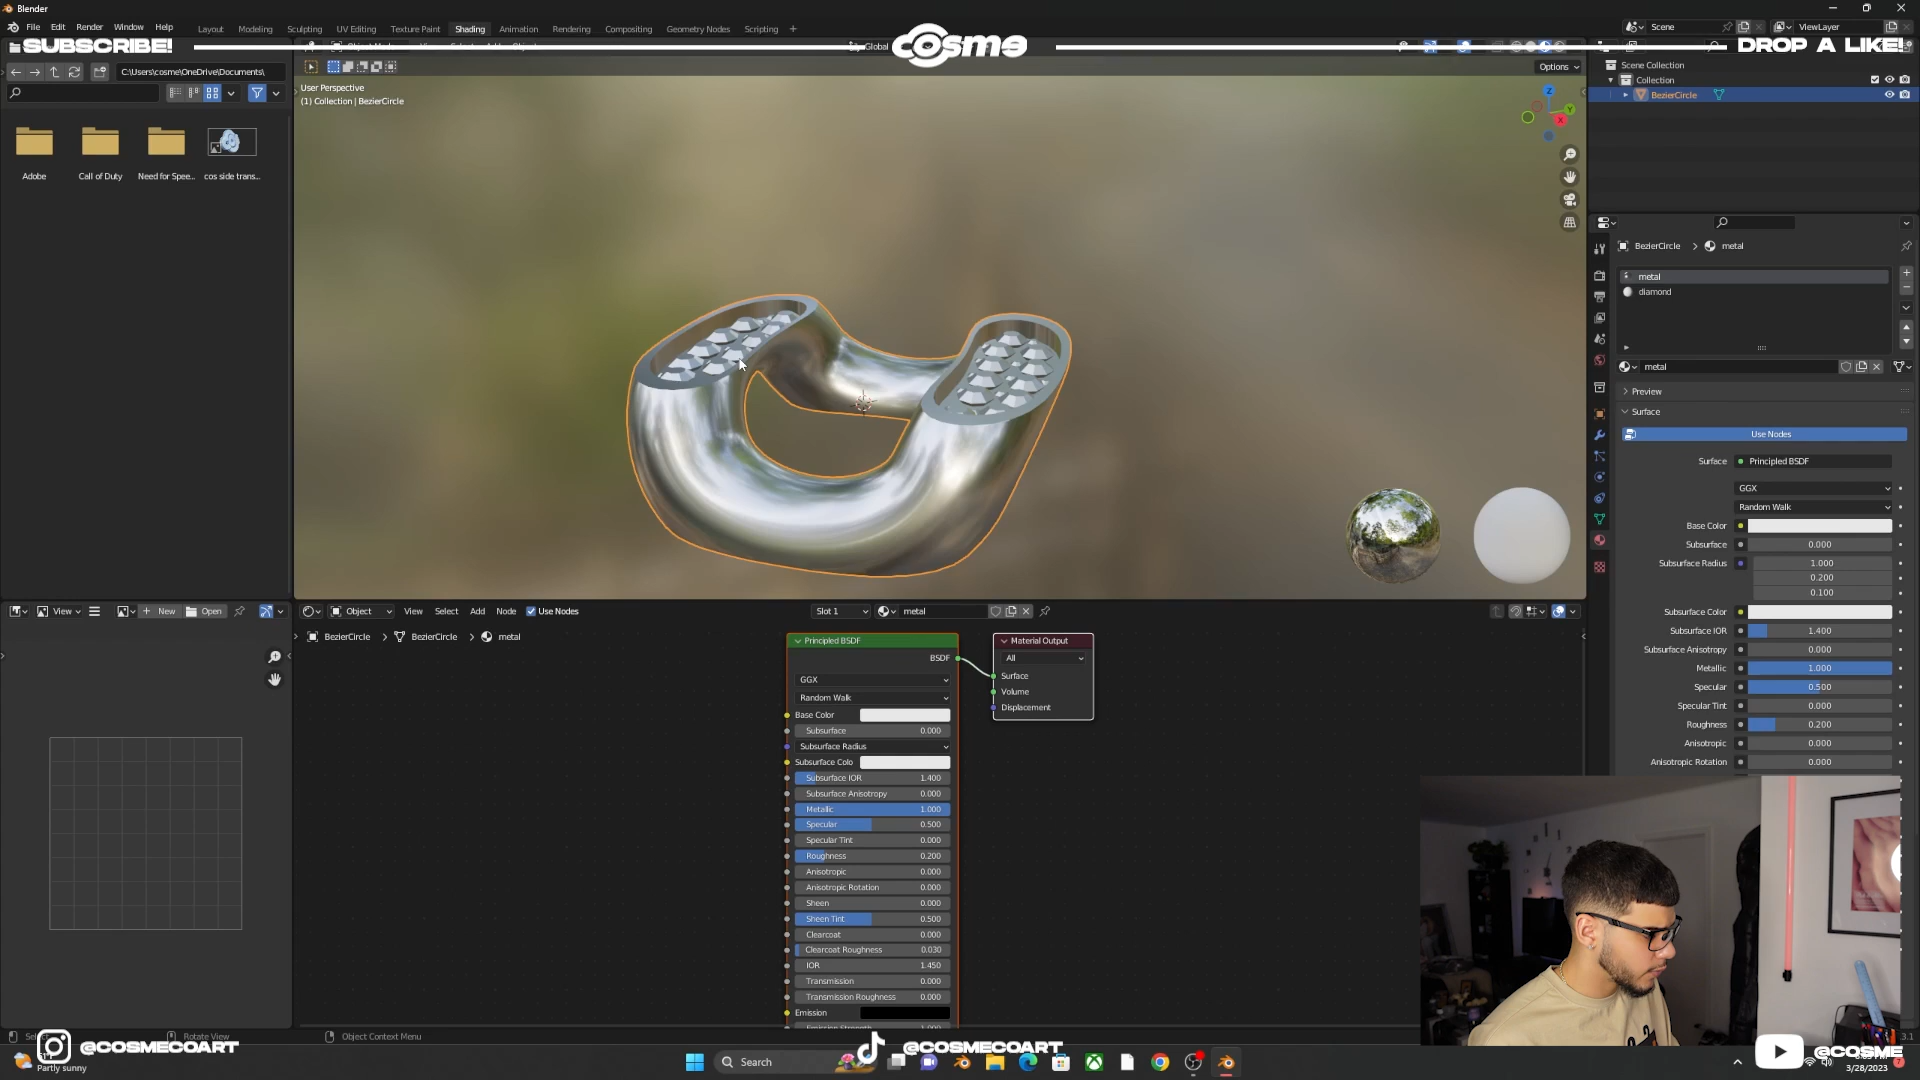 Blender
File Edit Render Window Help
Layout Modeling Sculpting UV Editing Texture Paint Shading Animation Rendering Compositing Geometry Nodes Scripting +
Scene
ViewLayer
SUBSCRIBE!
cosme
DROP A LIKE!
Global
C:\Users\cosme\OneDrive\Documents\
Options
User Perspective
(1) Collection | BezierCircle
Adobe
Call of Duty
Need for Spee...
cos side trans...
Z
Y
X
Scene Collection
Collection
BezierCircle
BezierCircle > metal
metal
diamond
metal
Preview
Surface
Use Nodes
Surface Principled BSDF
GGX
Random Walk
Base Color
Subsurface 0.000
Subsurface Radius 1.000
0.200
0.100
Subsurface Color
Subsurface IOR 1.400
Subsurface Anisotropy 0.000
Metallic 1.000
Specular 0.500
Specular Tint 0.000
Roughness 0.200
Anisotropic 0.000
Anisotropic Rotation 0.000
View
New
Open
Object View Select Add Node Use Nodes
Slot 1
metal
BezierCircle > BezierCircle > metal
Principled BSDF
BSDF
GGX
Random Walk
Base Color
Subsurface 0.000
Subsurface Radius
Subsurface Colo
Subsurface IOR 1.400
Subsurface Anisotropy 0.000
Metallic 1.000
Specular 0.500
Specular Tint 0.000
Roughness 0.200
Anisotropic 0.000
Anisotropic Rotation 0.000
Sheen 0.000
Sheen Tint 0.500
Clearcoat 0.000
Clearcoat Roughness 0.030
IOR 1.450
Transmission 0.000
Transmission Roughness 0.000
Emission
Material Output
All
Surface
Volume
Displacement
Rotate View
Object Context Menu
@COSMECOART
@COSMECOART
@COSME
Partly sunny
Search
3/28/2023